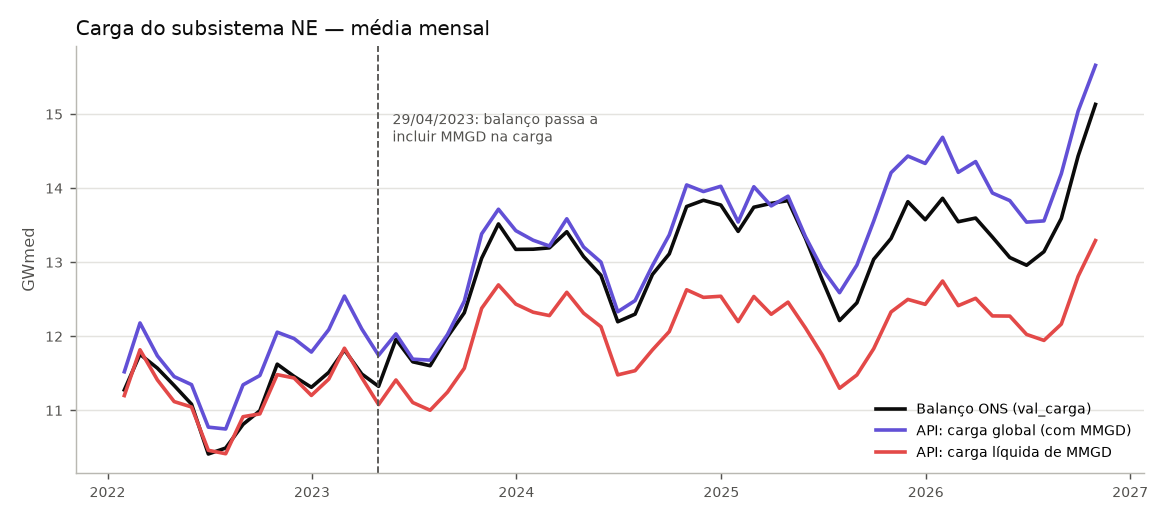 Carga do subsistema NE — média mensal
29/04/2023: balanço passa a
incluir MMGD na carga
GWmed
15
14
13
12
11
2022
2023
2024
2025
2026
2027
Balanço ONS (val_carga)
API: carga global (com MMGD)
API: carga líquida de MMGD